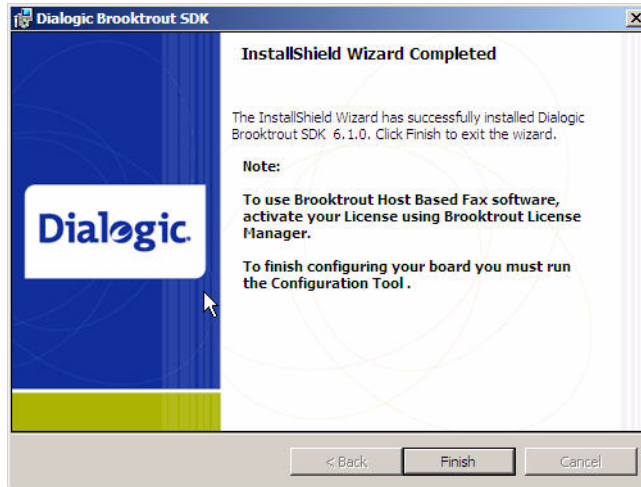 Dialogic Brooktrout SDK
InstallShield Wizard Completed
The InstallShield Wizard has successfully installed Dialogic
Brooktrout SDK 6.1.0. Click Finish to exit the wizard.
Note:
To use Brooktrout Host Based Fax software,
activate your License using Brooktrout License
Manager.
To finish configuring your board you must run
the Configuration Tool .
Dialogic.
< Back
Finish
Cancel